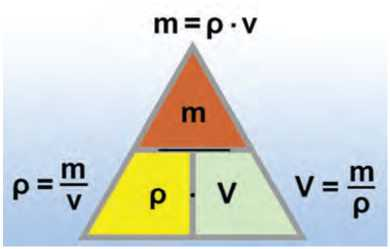 m = ρ · v
m
ρ = m/v
ρ · V
V = m/ρ